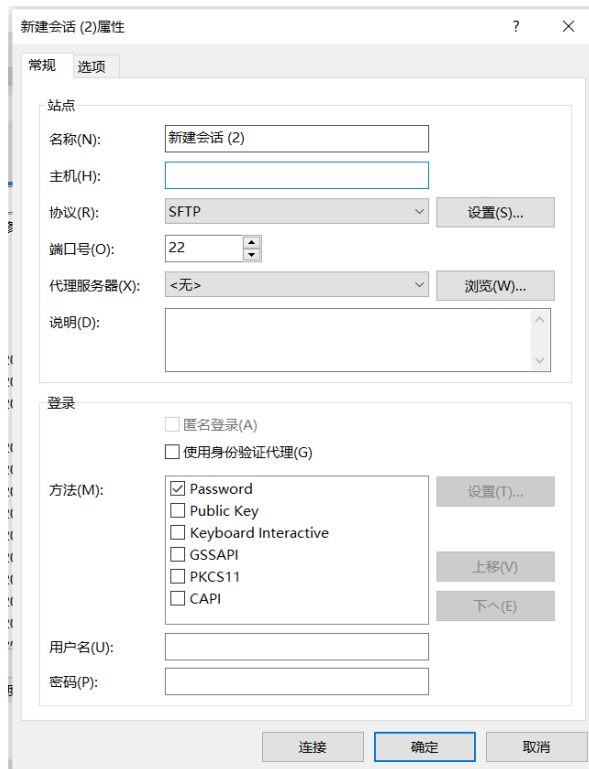 新建会话 (2)属性
常规 选项
站点
名称(N): 新建会话 (2)
主机(H):
协议(R): SFTP 设置(S)...
端口号(O): 22
代理服务器(X): <无> 浏览(W)...
说明(D):
登录
匿名登录(A)
使用身份验证代理(G)
方法(M): Password 设置(T)...
Public Key
Keyboard Interactive
GSSAPI
PKCS11 上移(V)
CAPI 下へ(E)
用户名(U):
密码(P):
连接 确定 取消